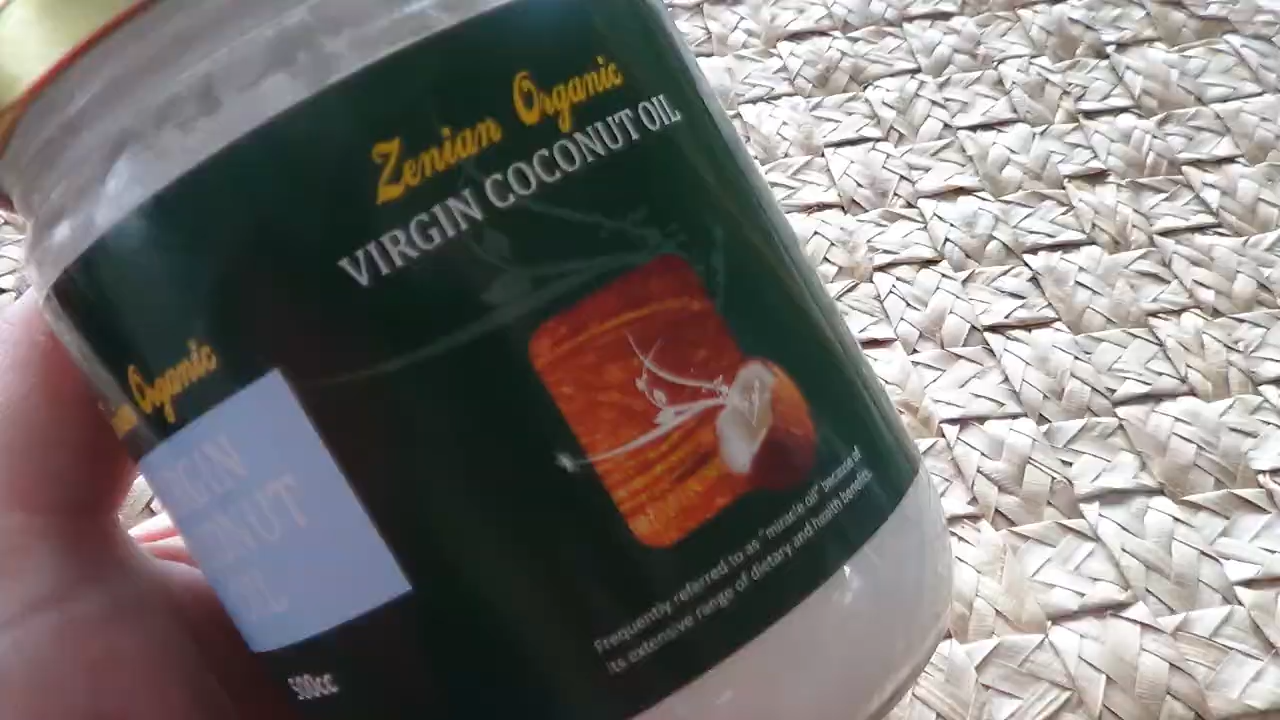 Zenian Organic
VIRGIN COCONUT OIL
Frequently referred to as "miracle oil" because of
its extensive range of dietary and health benefits.
Organic
500cc